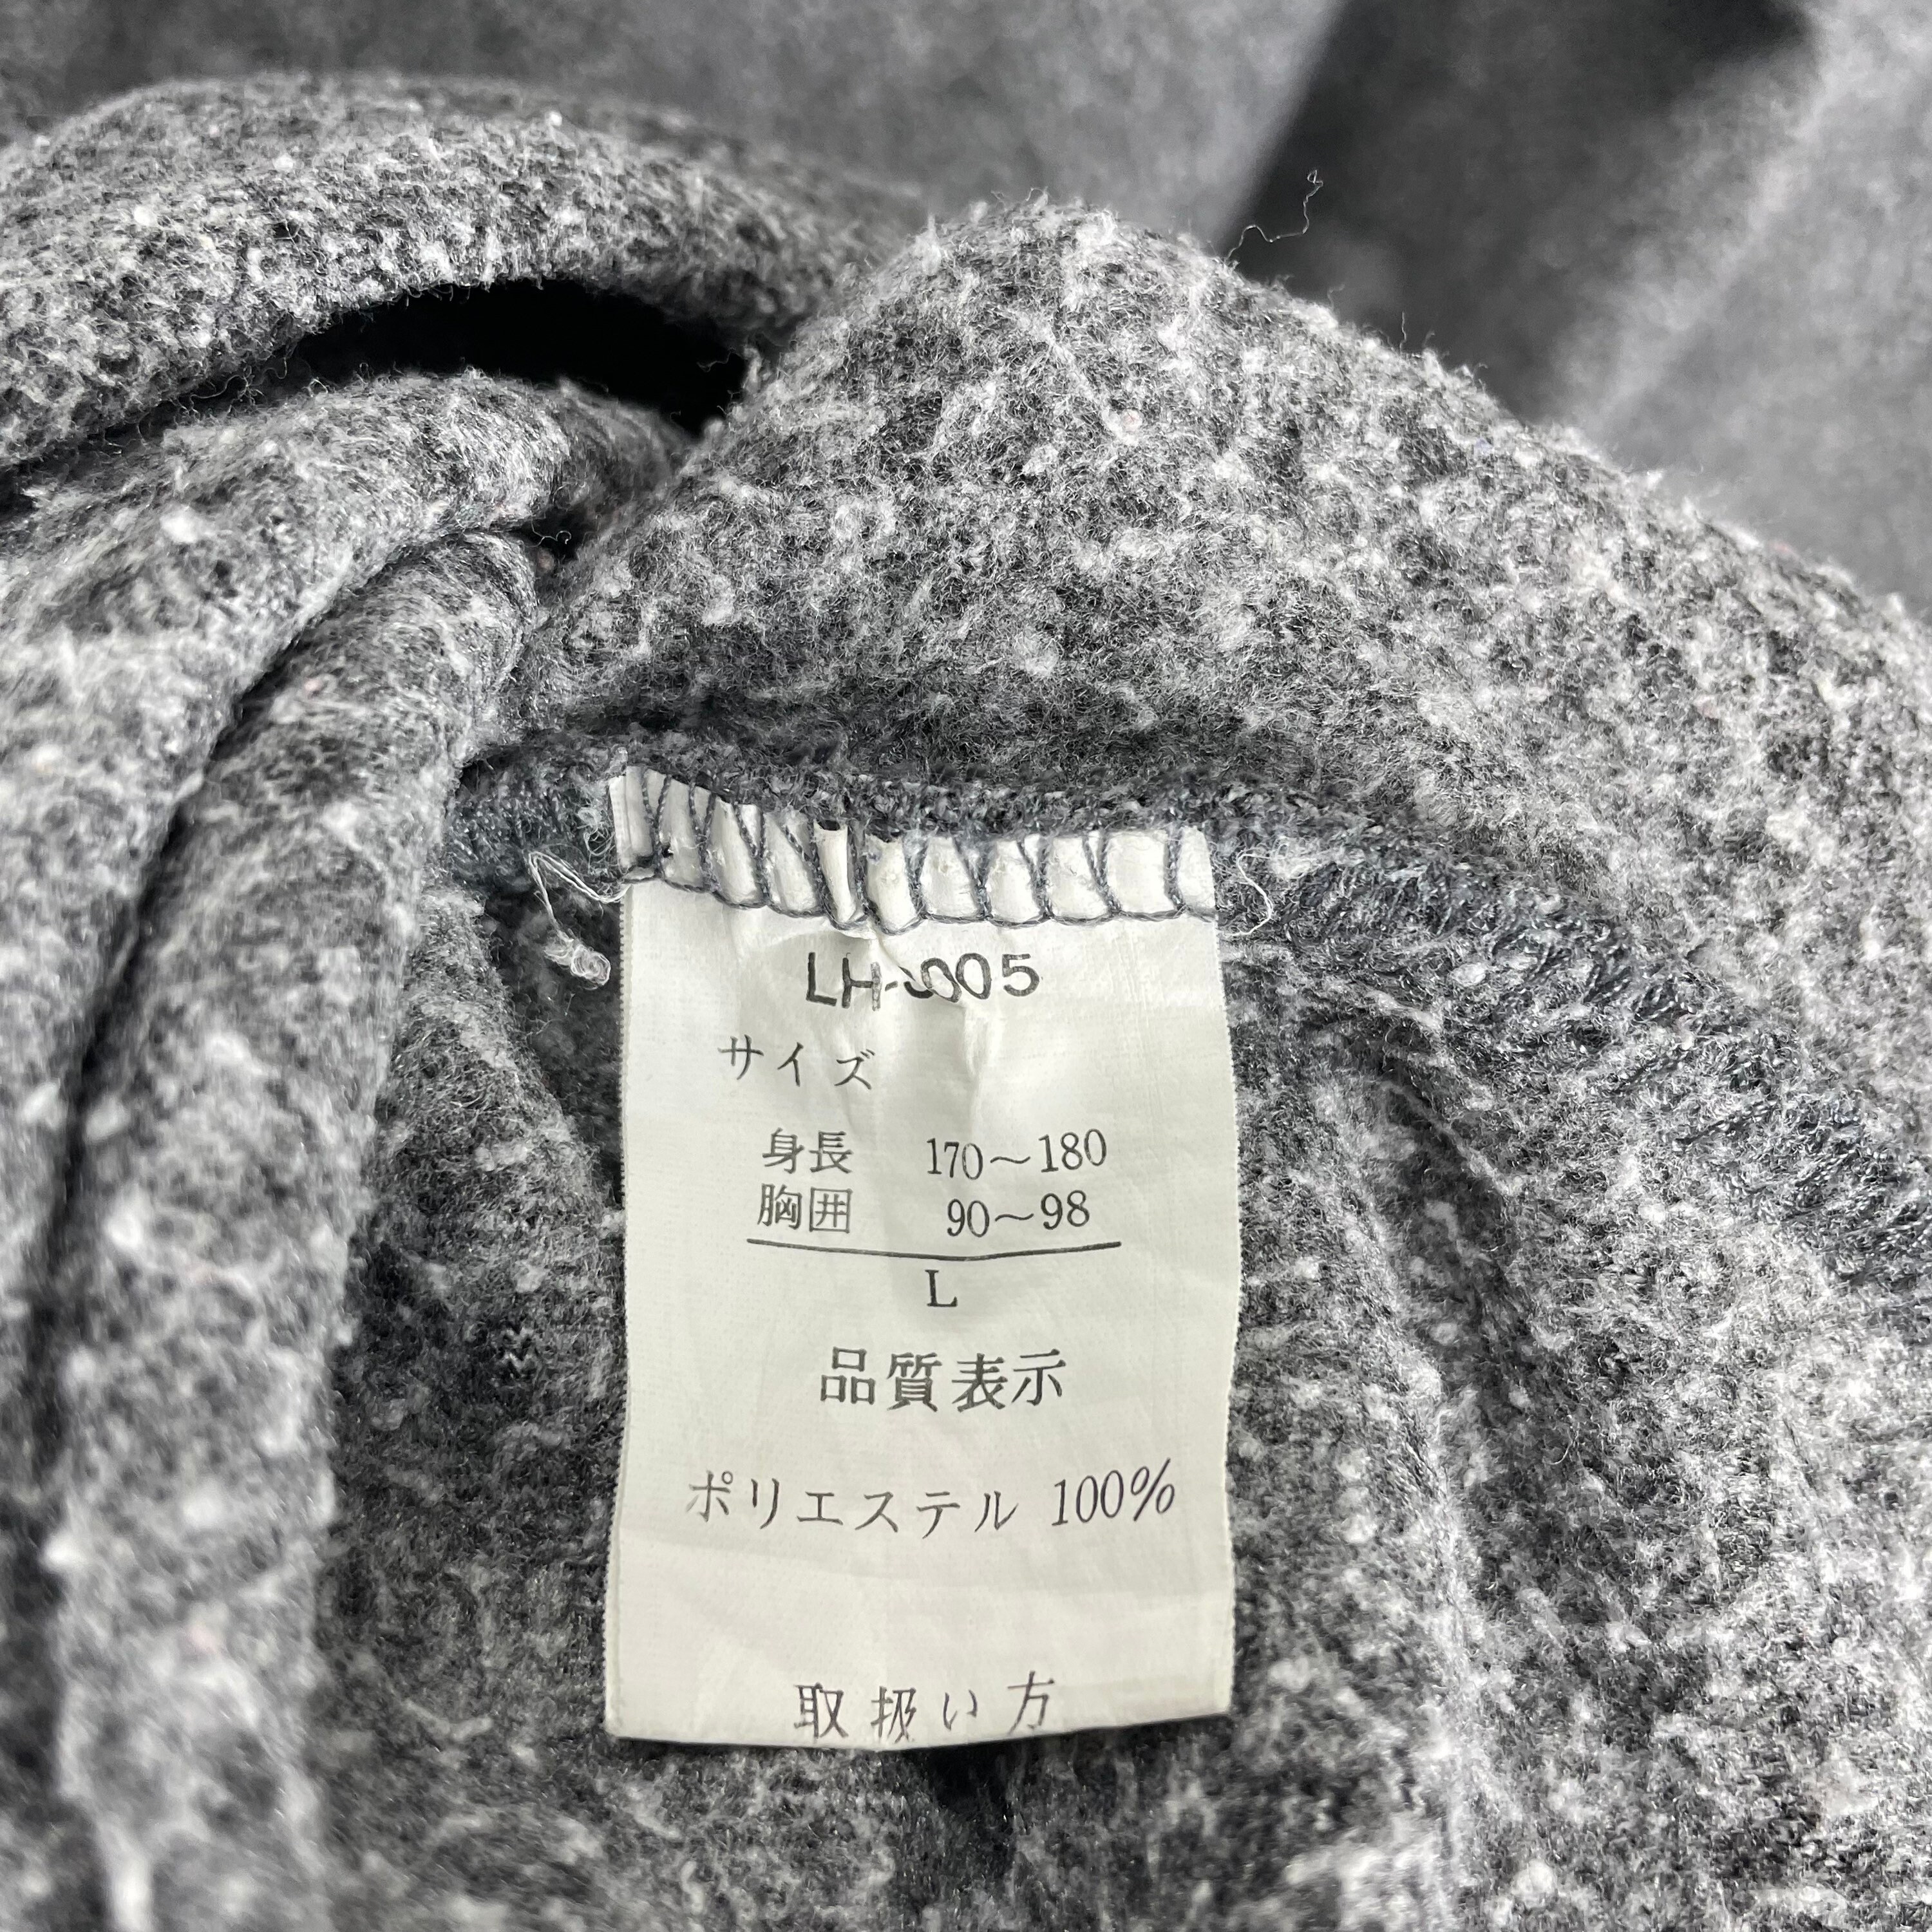 サイズ
身長 170～180
胸囲 90～98
L
品質表示
ポリエステル 100%
取扱い方